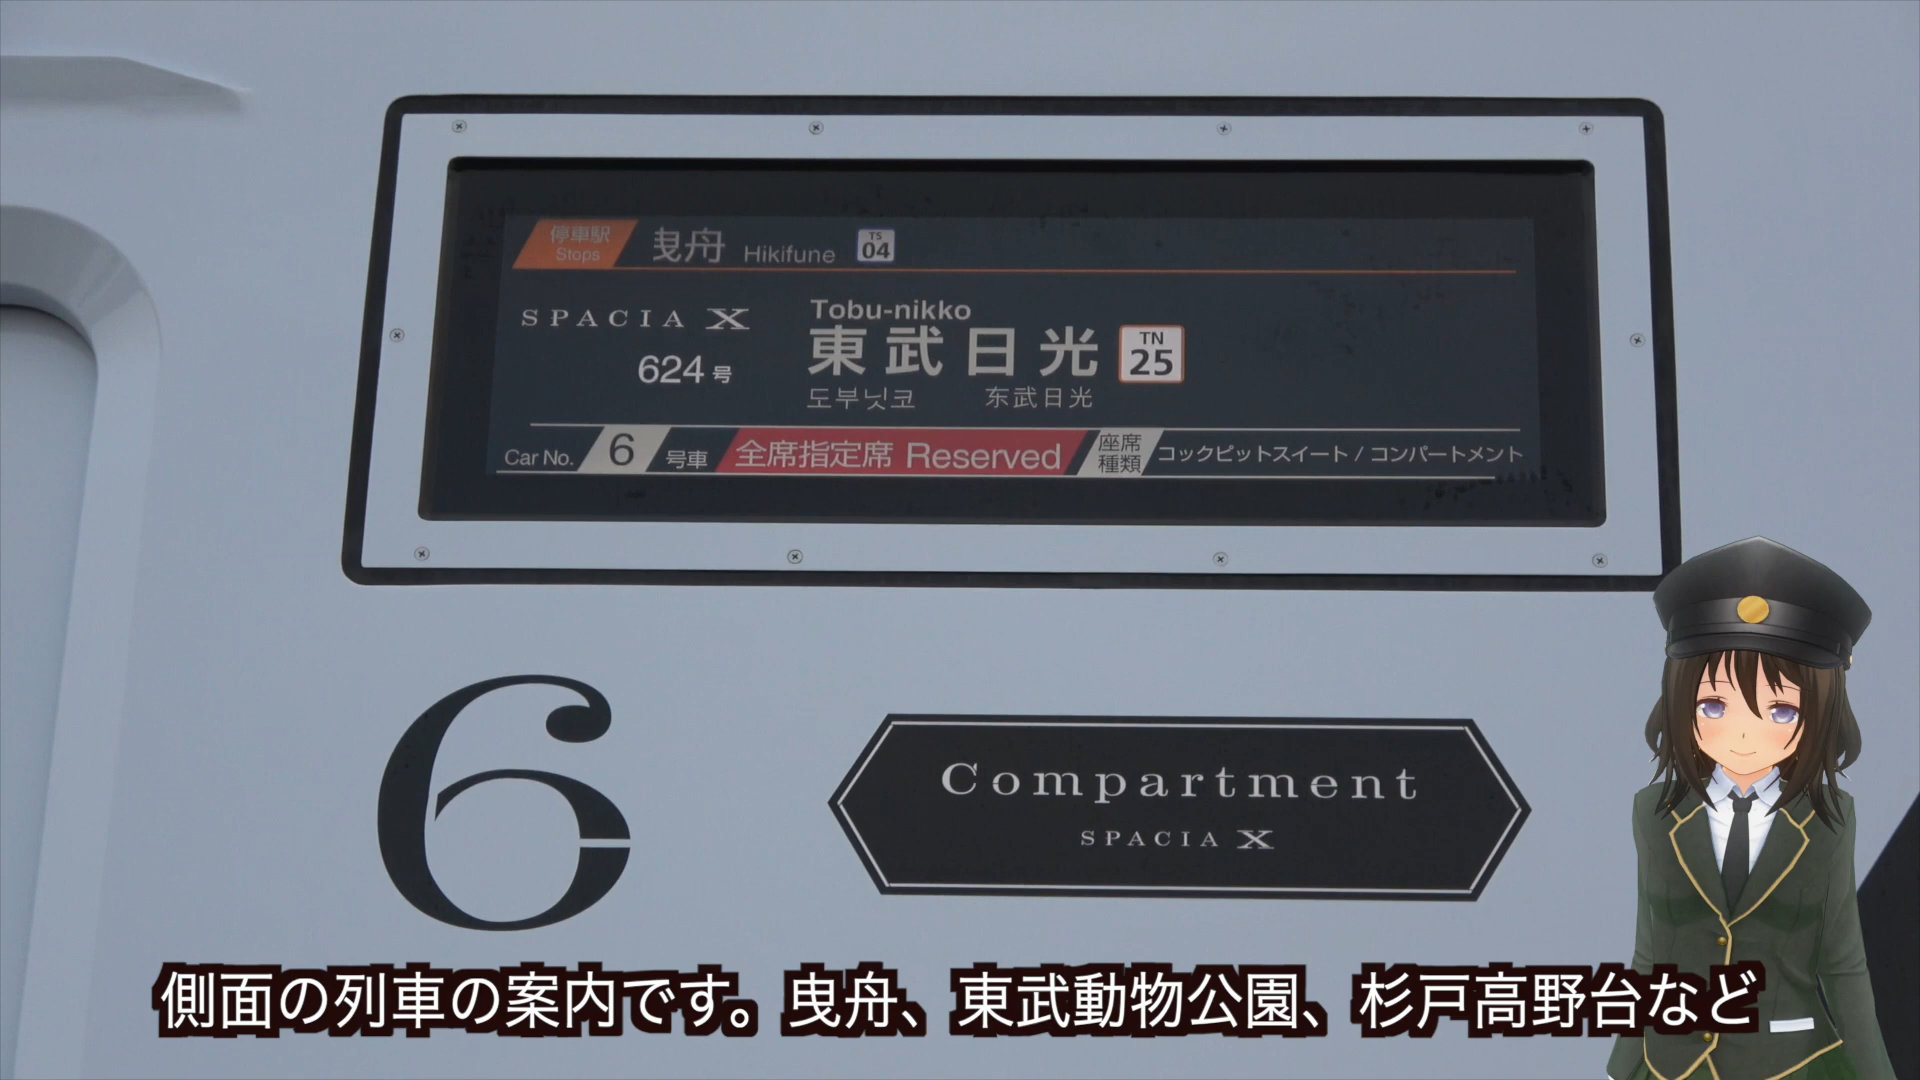 停車駅
Stops
曳舟 Hikifune TS 04
Tobu-nikko
SPACIA X
東武日光 TN 25
624号
도부닛코 东武日光
Car No. 6 号車 全席指定席 Reserved 座席種類 コックピットスイート / コンパートメント
6
Compartment
SPACIA X
側面の列車の案内です。曳舟、東武動物公園、杉戸高野台など